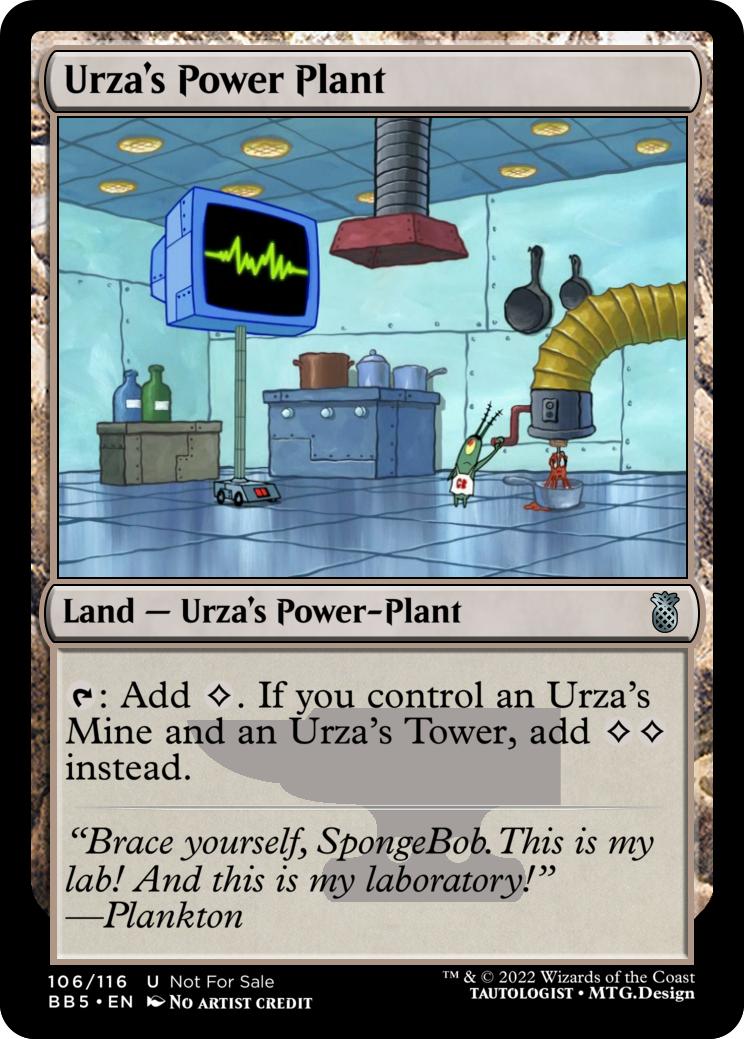 Urza's Power Plant
Land — Urza's Power-Plant
: Add . If you control an Urza's
Mine and an Urza's Tower, add
instead.
“Brace yourself, SpongeBob. This is my
lab! And this is my laboratory!”
—Plankton
106/116 U Not For Sale
BB5 • EN No artist credit
™ & © 2022 Wizards of the Coast
TAUTOLOGIST • MTG.Design